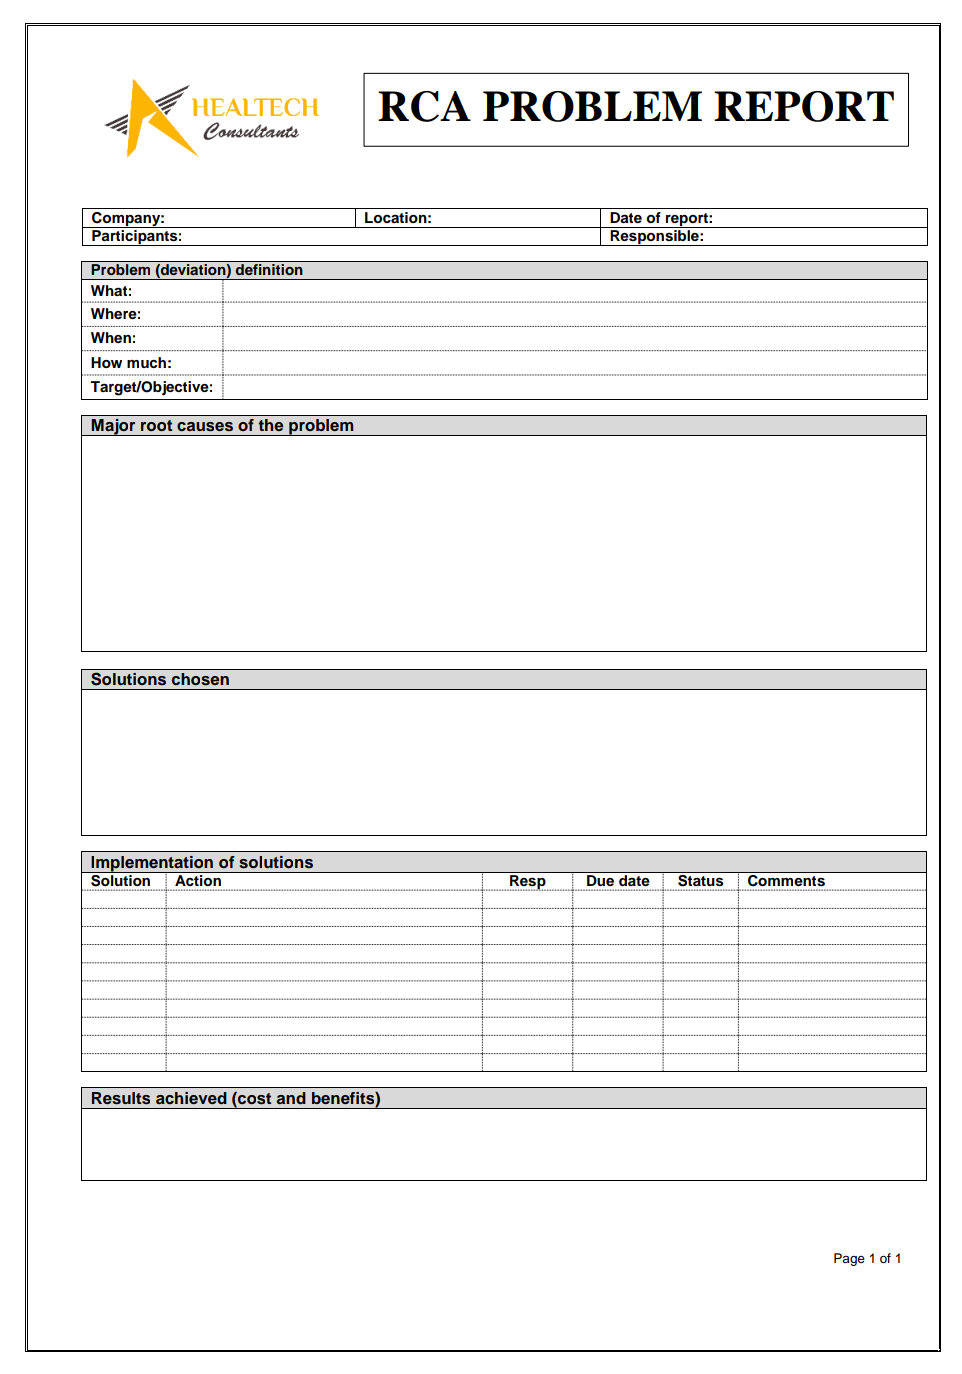 HEALTECH
Consultants
RCA PROBLEM REPORT
Company: Location: Date of report:
Participants: Responsible:
Problem (deviation) definition
What:
Where:
When:
How much:
Target/Objective:
Major root causes of the problem
Solutions chosen
Implementation of solutions
Solution Action Resp Due date Status Comments
Results achieved (cost and benefits)
Page 1 of 1